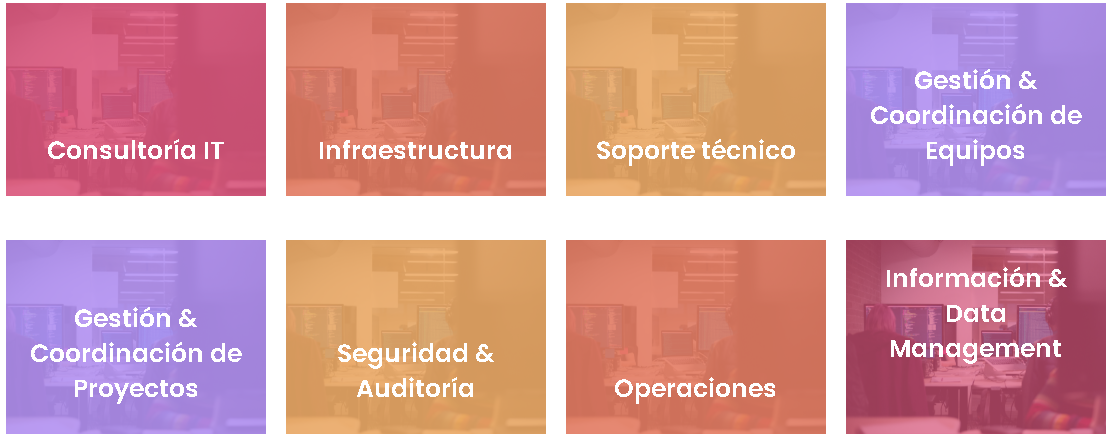 Consultoría IT
Infraestructura
Soporte técnico
Gestión &
Coordinación de
Equipos
Gestión &
Coordinación de
Proyectos
Seguridad &
Auditoría
Operaciones
Información &
Data
Management